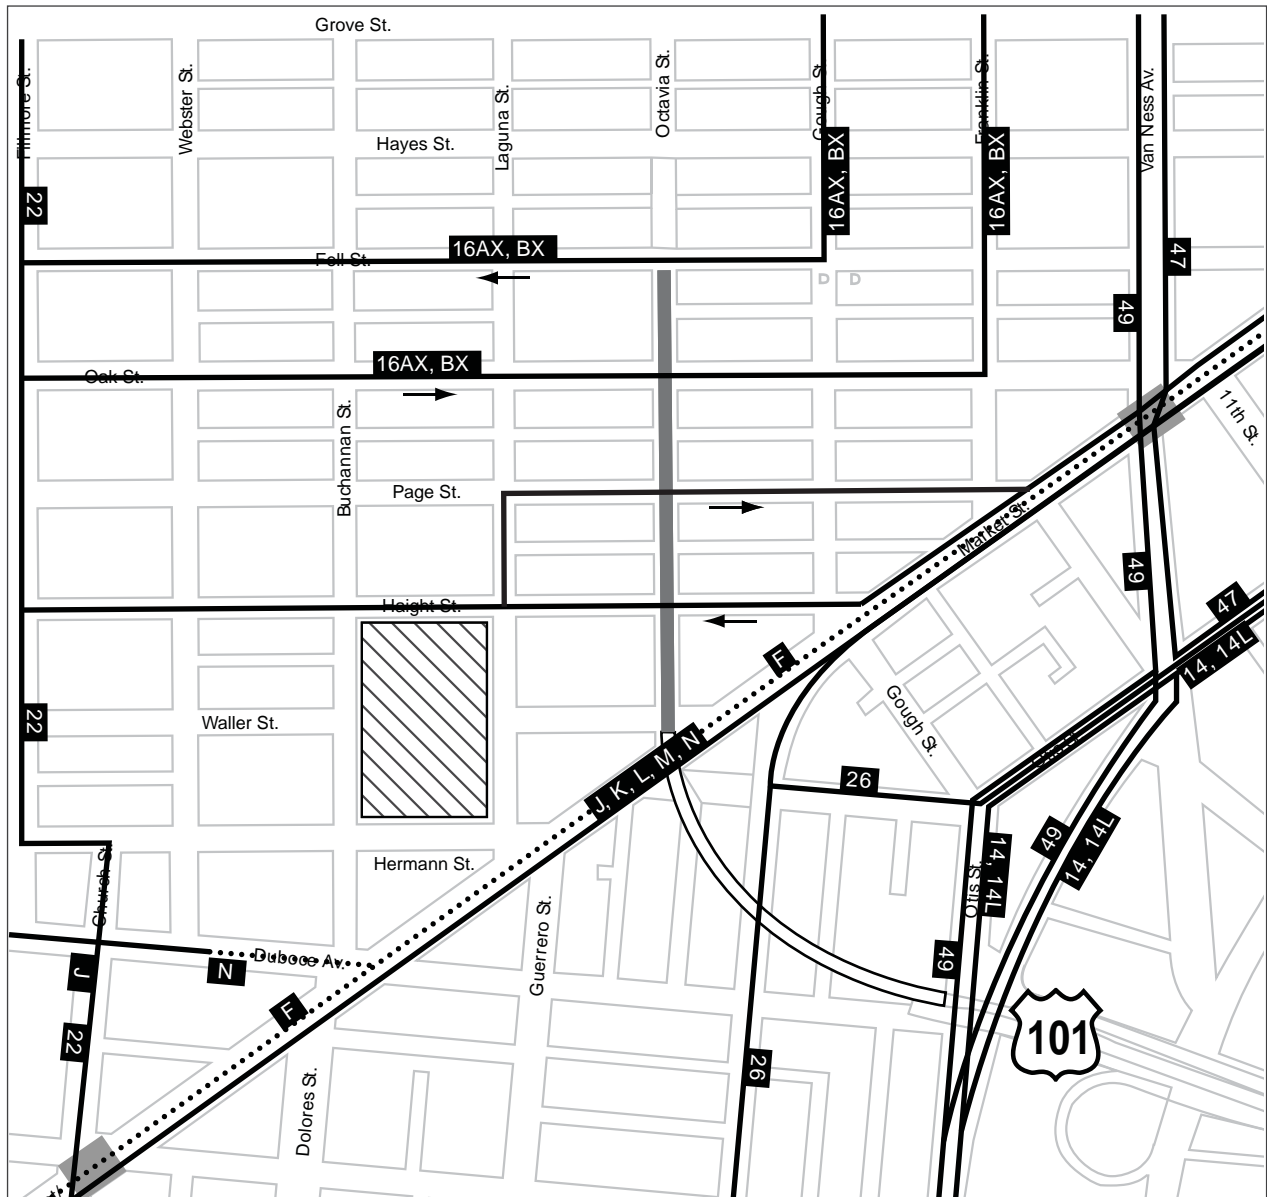 Grove St.
Fillmore St.
Webster St.
Laguna St.
Octavia St.
Gough St.
Franklin St.
Van Ness Av.
Hayes St.
16AX, BX
16AX, BX
22
16AX, BX
47
Fell St.
49
16AX, BX
Oak St.
11th St.
Buchannan St.
Page St.
Market St.
49
Haight St.
47
14, 14L
F
22
Waller St.
Gough St.
J, K, L, M, N
26
49
14, 14L
14, 14L
Hermann St.
Church St.
Otis St.
Guerrero St.
Duboce Av.
J
N
49
F
22
101
26
Dolores St.